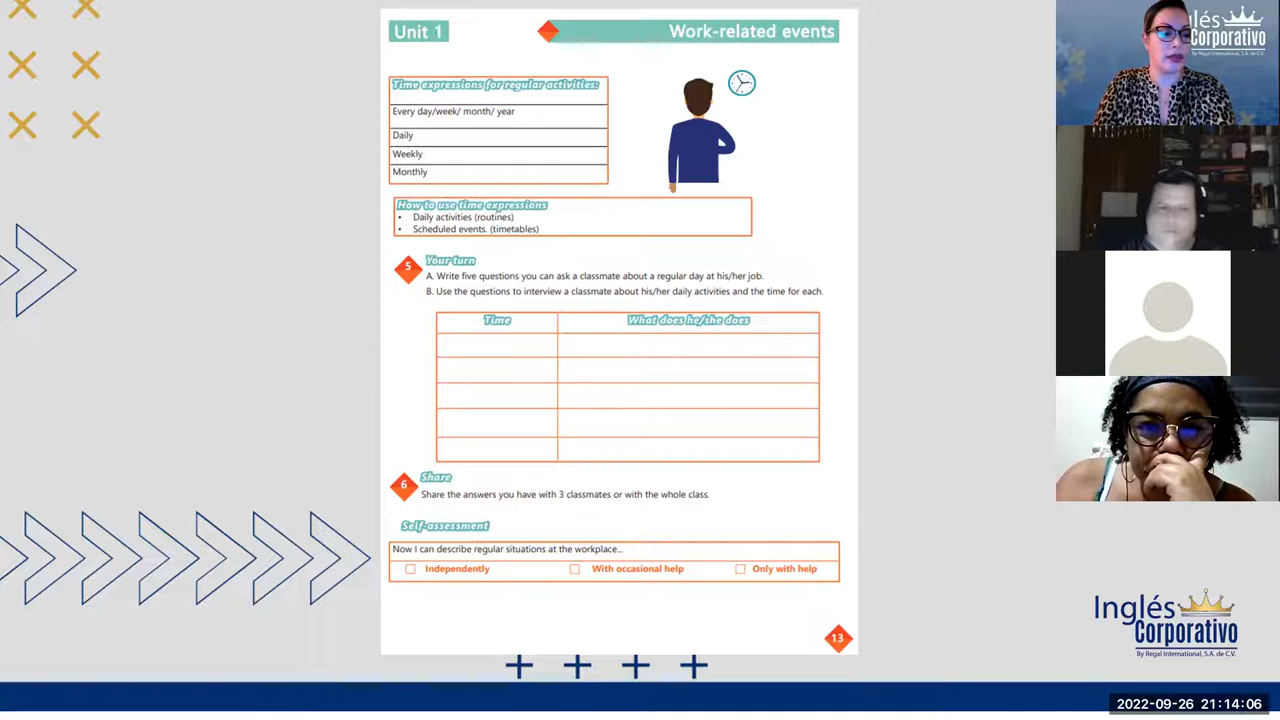 Unit 1
Work-related events
Time expressions for regular activities:
Every day/week/ month/ year
Daily
Weekly
Monthly
How to use time expressions
• Daily activities (routines)
• Scheduled events. (timetables)
5
Your turn
A. Write five questions you can ask a classmate about a regular day at his/her job.
B. Use the questions to interview a classmate about his/her daily activities and the time for each.
Time
What does he/she does
6
Share
Share the answers you have with 3 classmates or with the whole class.
Self-assessment
Now I can describe regular situations at the workplace...
Independently
With occasional help
Only with help
13
glés
Corporativo
By Regal International, S.A. de C.V.
Inglés
Corporativo
By Regal International, S.A. de C.V.
2022-09-26 21:14:06